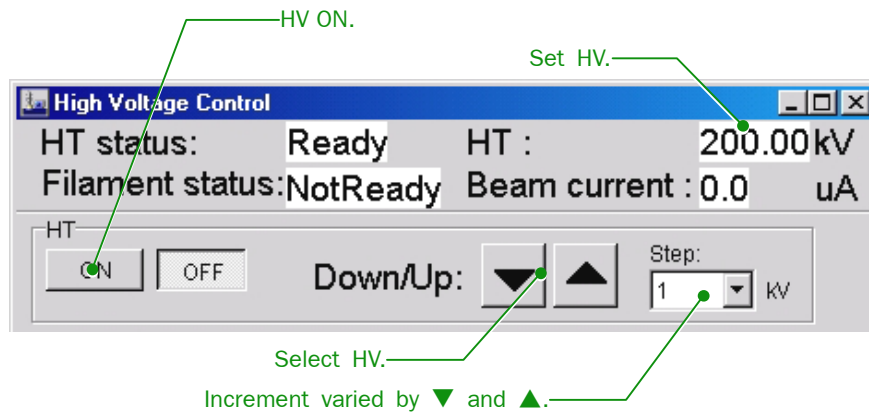 HV ON.
Set HV.
High Voltage Control
HT status: Ready HT : 200.00 kV
Filament status: NotReady Beam current : 0.0 uA
HT
ON OFF Down/Up: ▼ ▲ Step: 1 kV
Select HV.
Increment varied by ▼ and ▲.